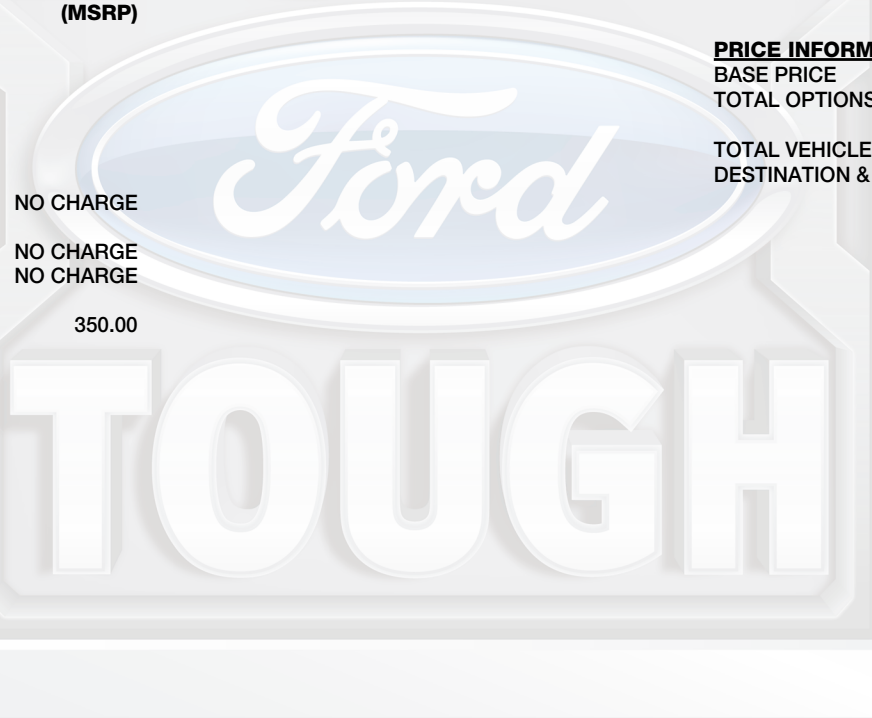 (MSRP)
NO CHARGE
NO CHARGE
NO CHARGE
350.00
PRICE INFORM
BASE PRICE
TOTAL OPTIONS
TOTAL VEHICLE
DESTINATION &
Ford
TOUGH